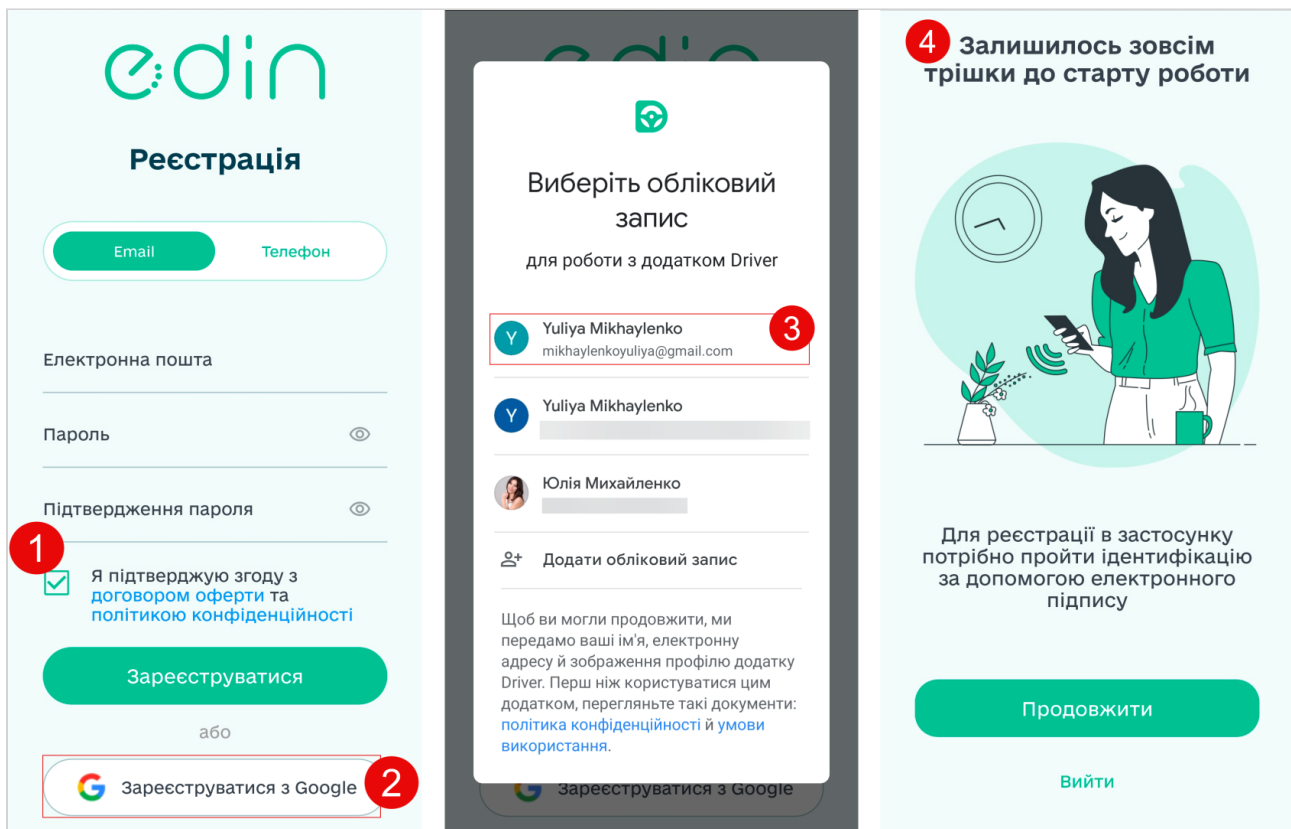 edin
Реєстрація
Email
Телефон
Електронна пошта
Пароль
Підтвердження пароля
1
Я підтверджую згоду з
договором оферти та
політикою конфіденційності
Зареєструватися
або
Зареєструватися з Google
2
Виберіть обліковий
запис
для роботи з додатком Driver
Y
Yuliya Mikhaylenko
mikhaylenkoyuliya@gmail.com
3
Y
Yuliya Mikhaylenko
Юлія Михайленко
Додати обліковий запис
Щоб ви могли продовжити, ми
передамо ваші ім'я, електронну
адресу й зображення профілю додатку
Driver. Перш ніж користуватися цим
додатком, перегляньте такі документи:
політика конфіденційності й умови
використання.
Зареєструватися з Google
4
Залишилось зовсім
трішки до старту роботи
Для реєстрації в застосунку
потрібно пройти ідентифікацію
за допомогою електронного
підпису
Продовжити
Вийти